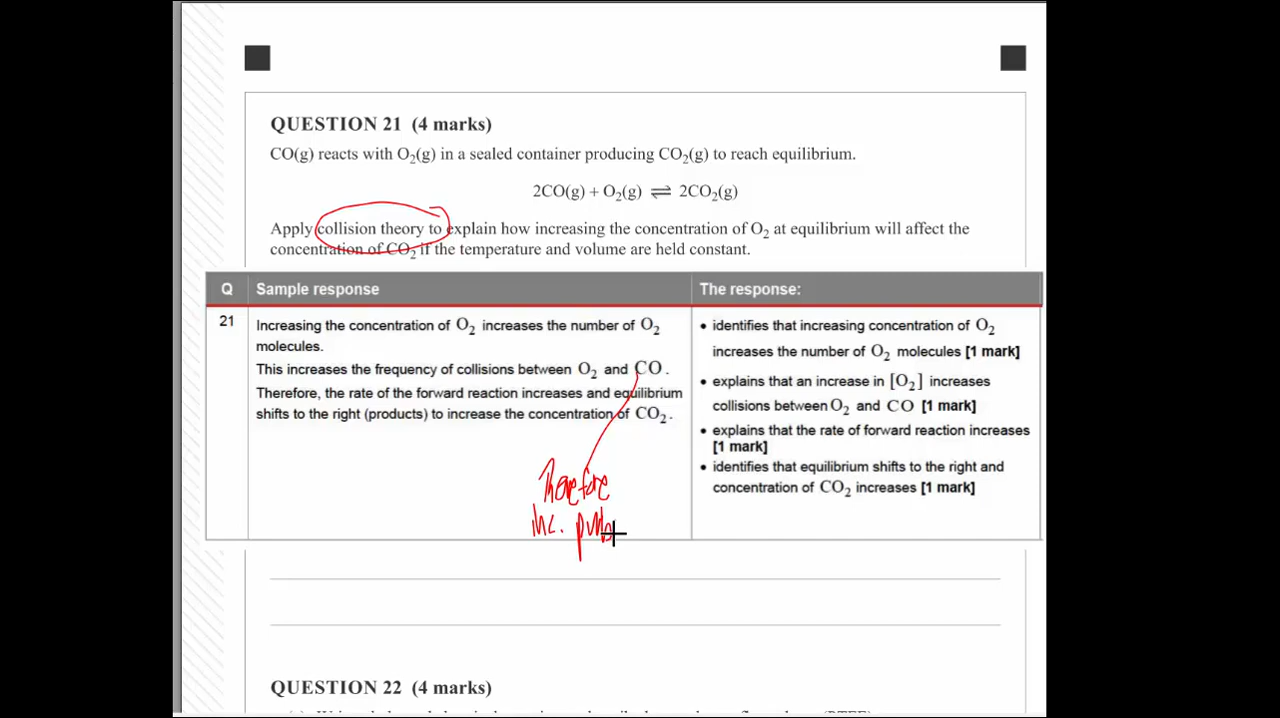 QUESTION 21 (4 marks)
CO(g) reacts with O₂(g) in a sealed container producing CO₂(g) to reach equilibrium.
2CO(g) + O₂(g) ⇌ 2CO₂(g)
Apply collision theory to explain how increasing the concentration of O₂ at equilibrium will affect the
concentration of CO₂ if the temperature and volume are held constant.
Q Sample response The response:
21
Increasing the concentration of O₂ increases the number of O₂
molecules.
This increases the frequency of collisions between O₂ and CO.
Therefore, the rate of the forward reaction increases and equilibrium
shifts to the right (products) to increase the concentration of CO₂.
• identifies that increasing concentration of O₂
increases the number of O₂ molecules [1 mark]
• explains that an increase in [O₂] increases
collisions between O₂ and CO [1 mark]
• explains that the rate of forward reaction increases
[1 mark]
• identifies that equilibrium shifts to the right and
concentration of CO₂ increases [1 mark]
Therefore
inc.
QUESTION 22 (4 marks)